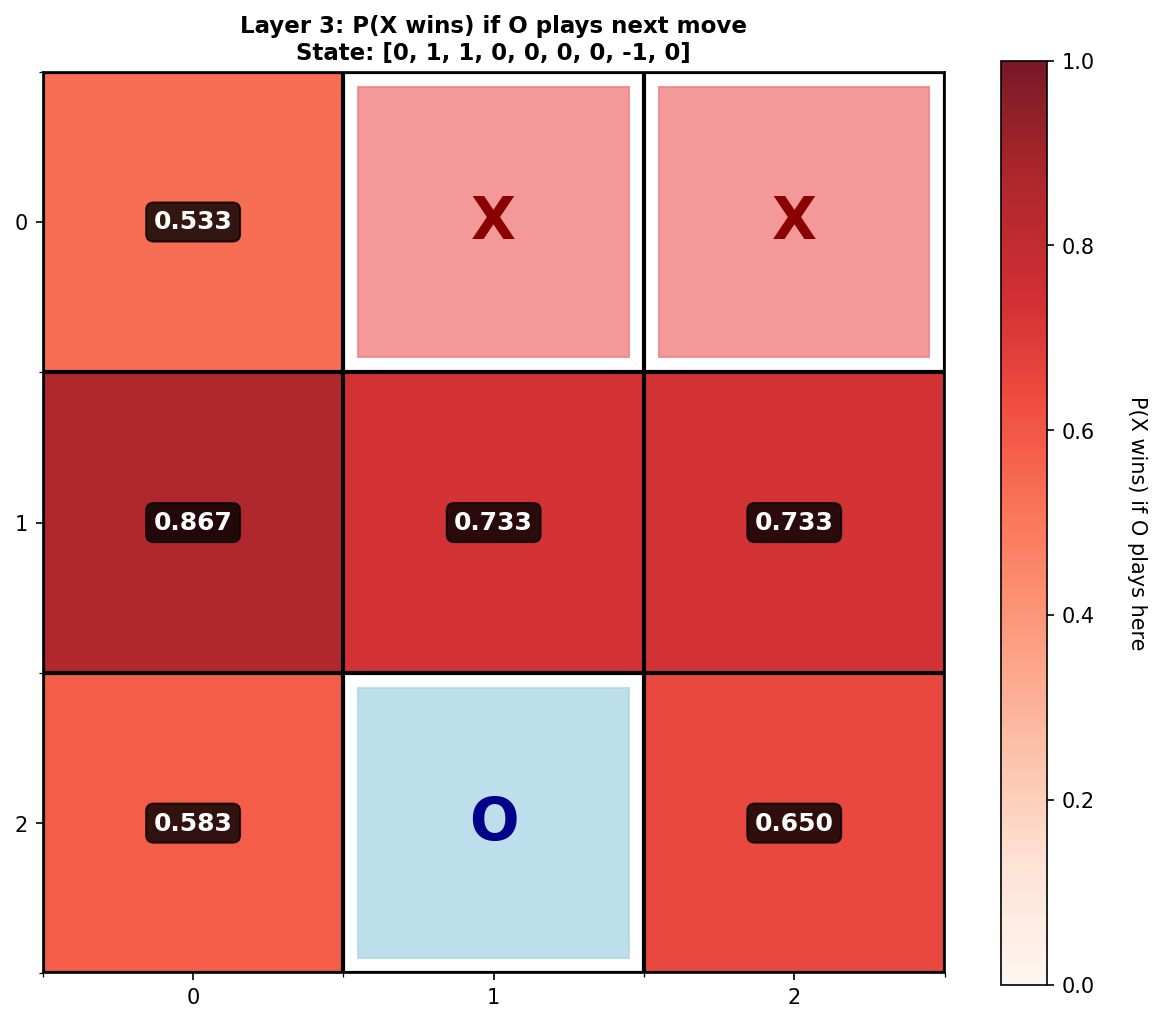 Layer 3: P(X wins) if O plays next move
State: [0, 1, 1, 0, 0, 0, 0, -1, 0]
0 0.533 X X
1 0.867 0.733 0.733
2 0.583 O 0.650
0 1 2
1.0
0.8
0.6
0.4
0.2
0.0
P(X wins) if O plays here